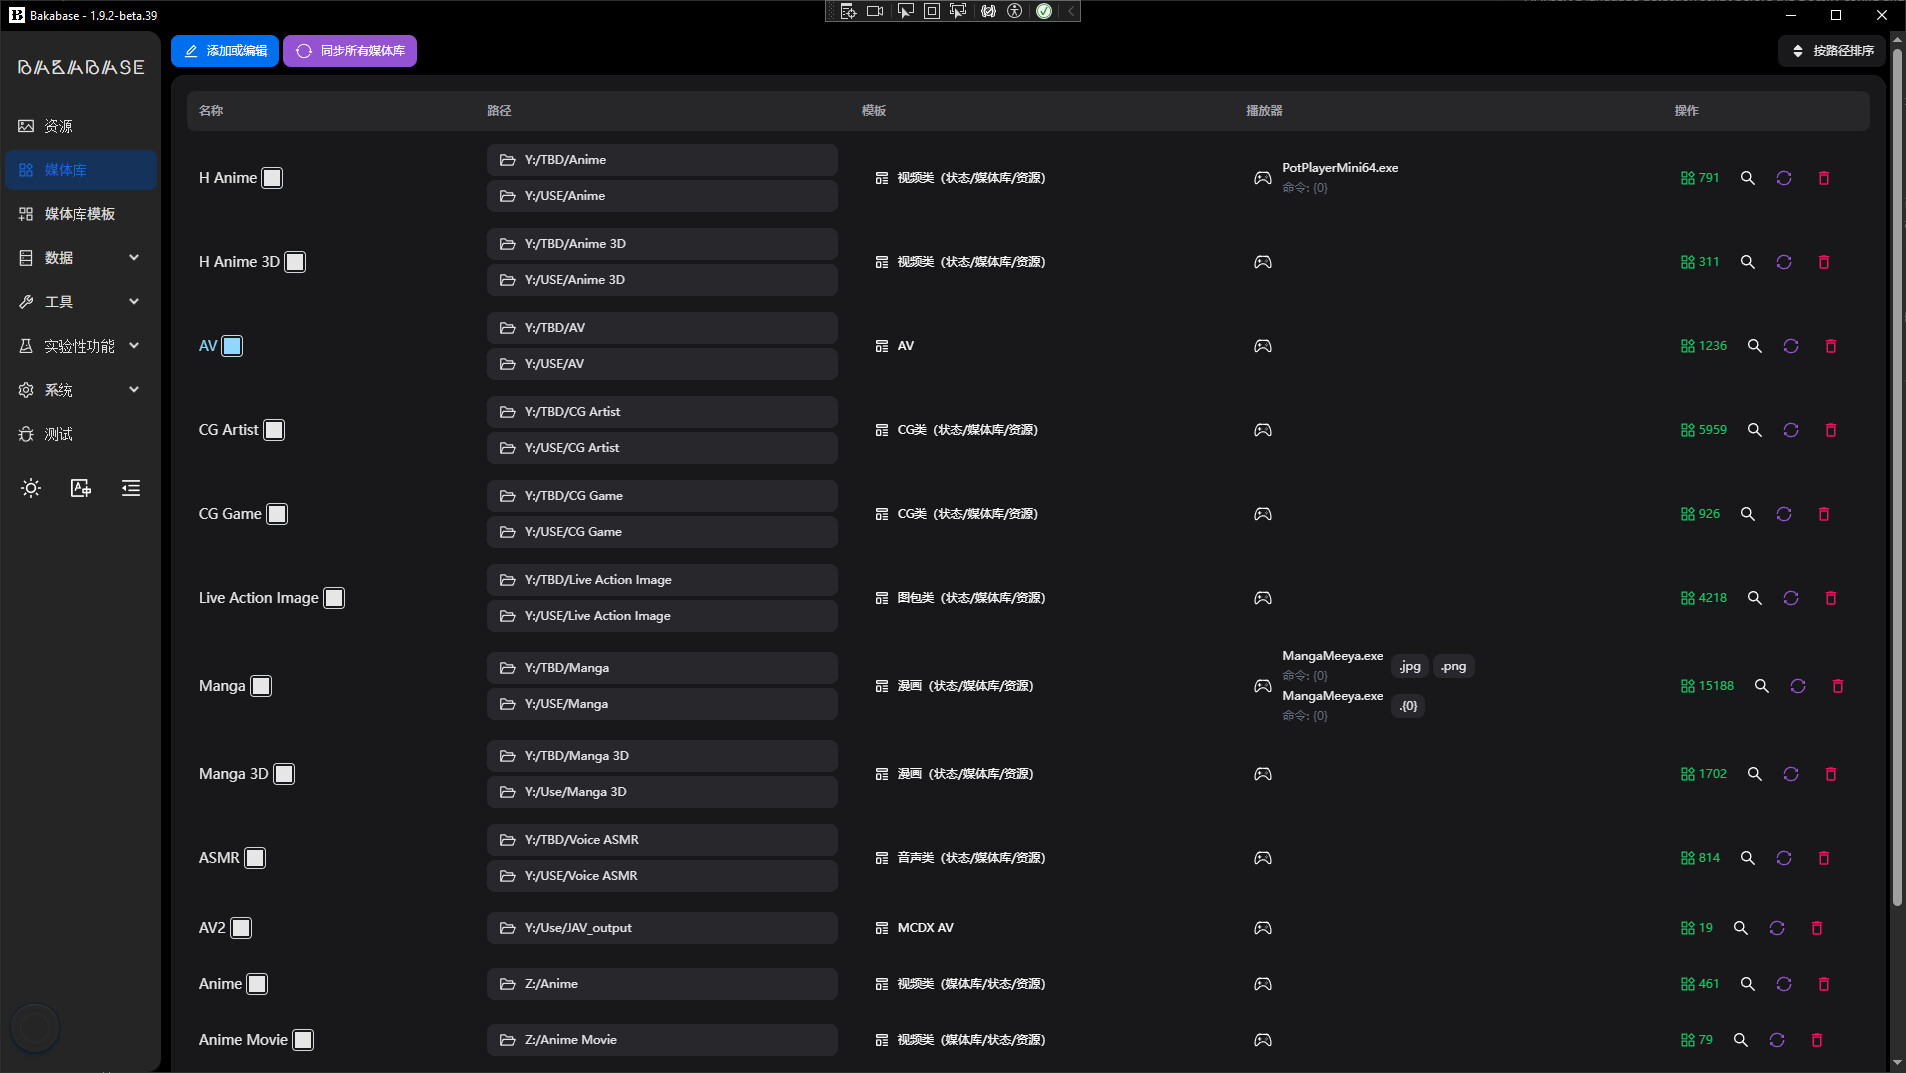 Bakabase - 1.9.2-beta.39
BAKABASE
资源
媒体库
媒体库模板
数据
工具
实验性功能
系统
测试
添加或编辑
同步所有媒体库
按路径排序
名称 路径 模板 播放器 操作
H Anime
Y:/TBD/Anime
Y:/USE/Anime
视频类 (状态/媒体库/资源)
PotPlayerMini64.exe
命令: {0}
791
H Anime 3D
Y:/TBD/Anime 3D
Y:/USE/Anime 3D
视频类 (状态/媒体库/资源)
311
AV
Y:/TBD/AV
Y:/USE/AV
AV
1236
CG Artist
Y:/TBD/CG Artist
Y:/USE/CG Artist
CG类 (状态/媒体库/资源)
5959
CG Game
Y:/TBD/CG Game
Y:/USE/CG Game
CG类 (状态/媒体库/资源)
926
Live Action Image
Y:/TBD/Live Action Image
Y:/USE/Live Action Image
图包类 (状态/媒体库/资源)
4218
Manga
Y:/TBD/Manga
Y:/USE/Manga
漫画 (状态/媒体库/资源)
MangaMeeya.exe
命令: {0}
.jpg .png
MangaMeeya.exe
命令: {0}
.{0}
15188
Manga 3D
Y:/TBD/Manga 3D
Y:/Use/Manga 3D
漫画 (状态/媒体库/资源)
1702
ASMR
Y:/TBD/Voice ASMR
Y:/USE/Voice ASMR
音声类 (状态/媒体库/资源)
814
AV2
Y:/Use/JAV_output
MCDX AV
19
Anime
Z:/Anime
视频类 (媒体库/状态/资源)
461
Anime Movie
Z:/Anime Movie
视频类 (媒体库/状态/资源)
79